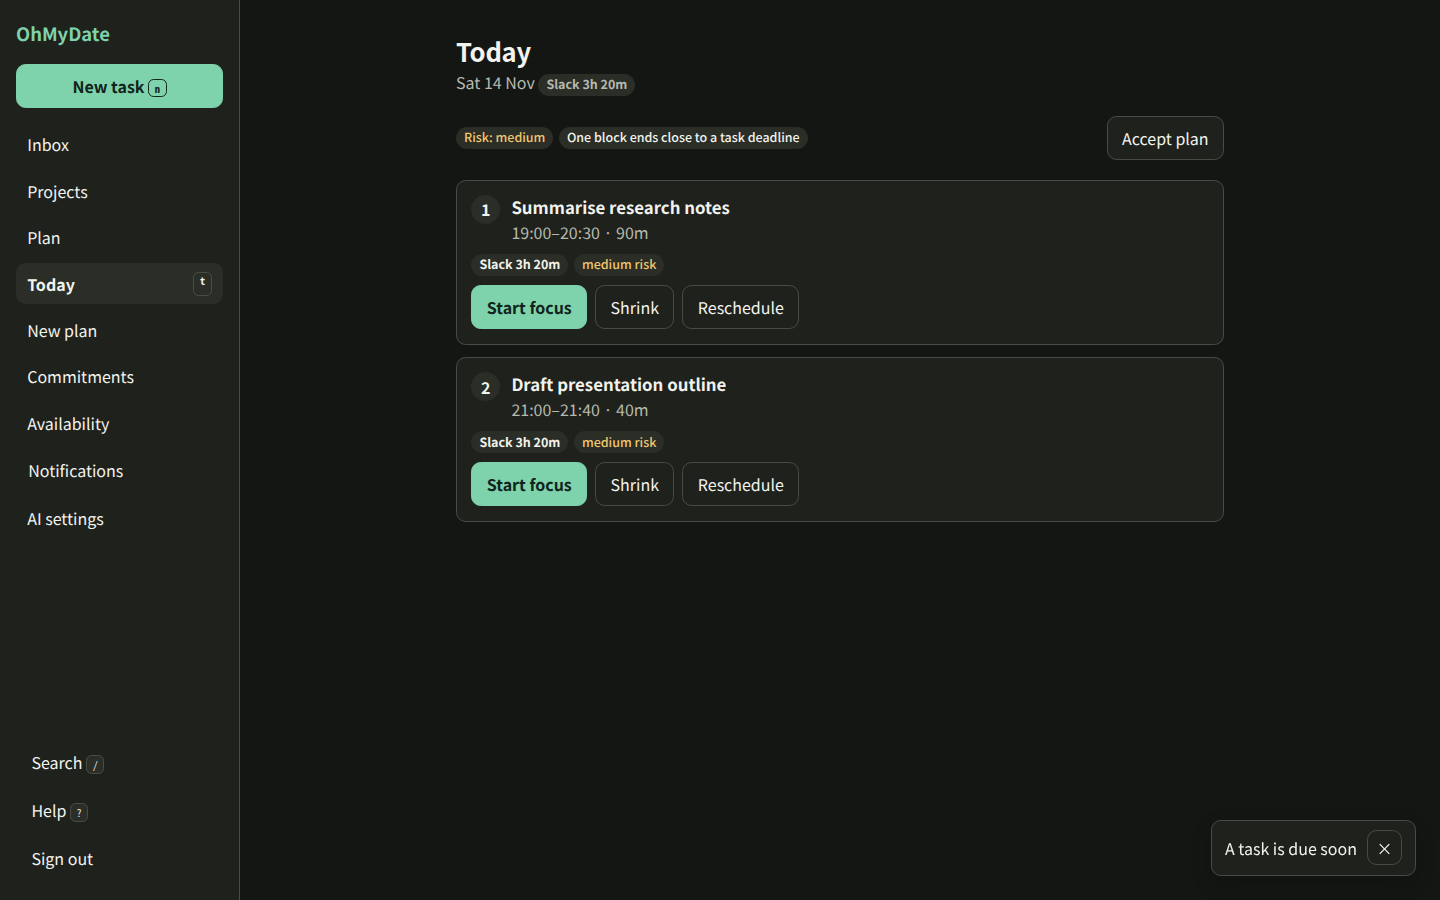 OhMyDate
New task n
Inbox
Projects
Plan
Today t
New plan
Commitments
Availability
Notifications
AI settings
Search /
Help ?
Sign out
Today
Sat 14 Nov Slack 3h 20m
Risk: medium One block ends close to a task deadline
Accept plan
1 Summarise research notes
19:00–20:30 · 90m
Slack 3h 20m medium risk
Start focus Shrink Reschedule
2 Draft presentation outline
21:00–21:40 · 40m
Slack 3h 20m medium risk
Start focus Shrink Reschedule
A task is due soon ×